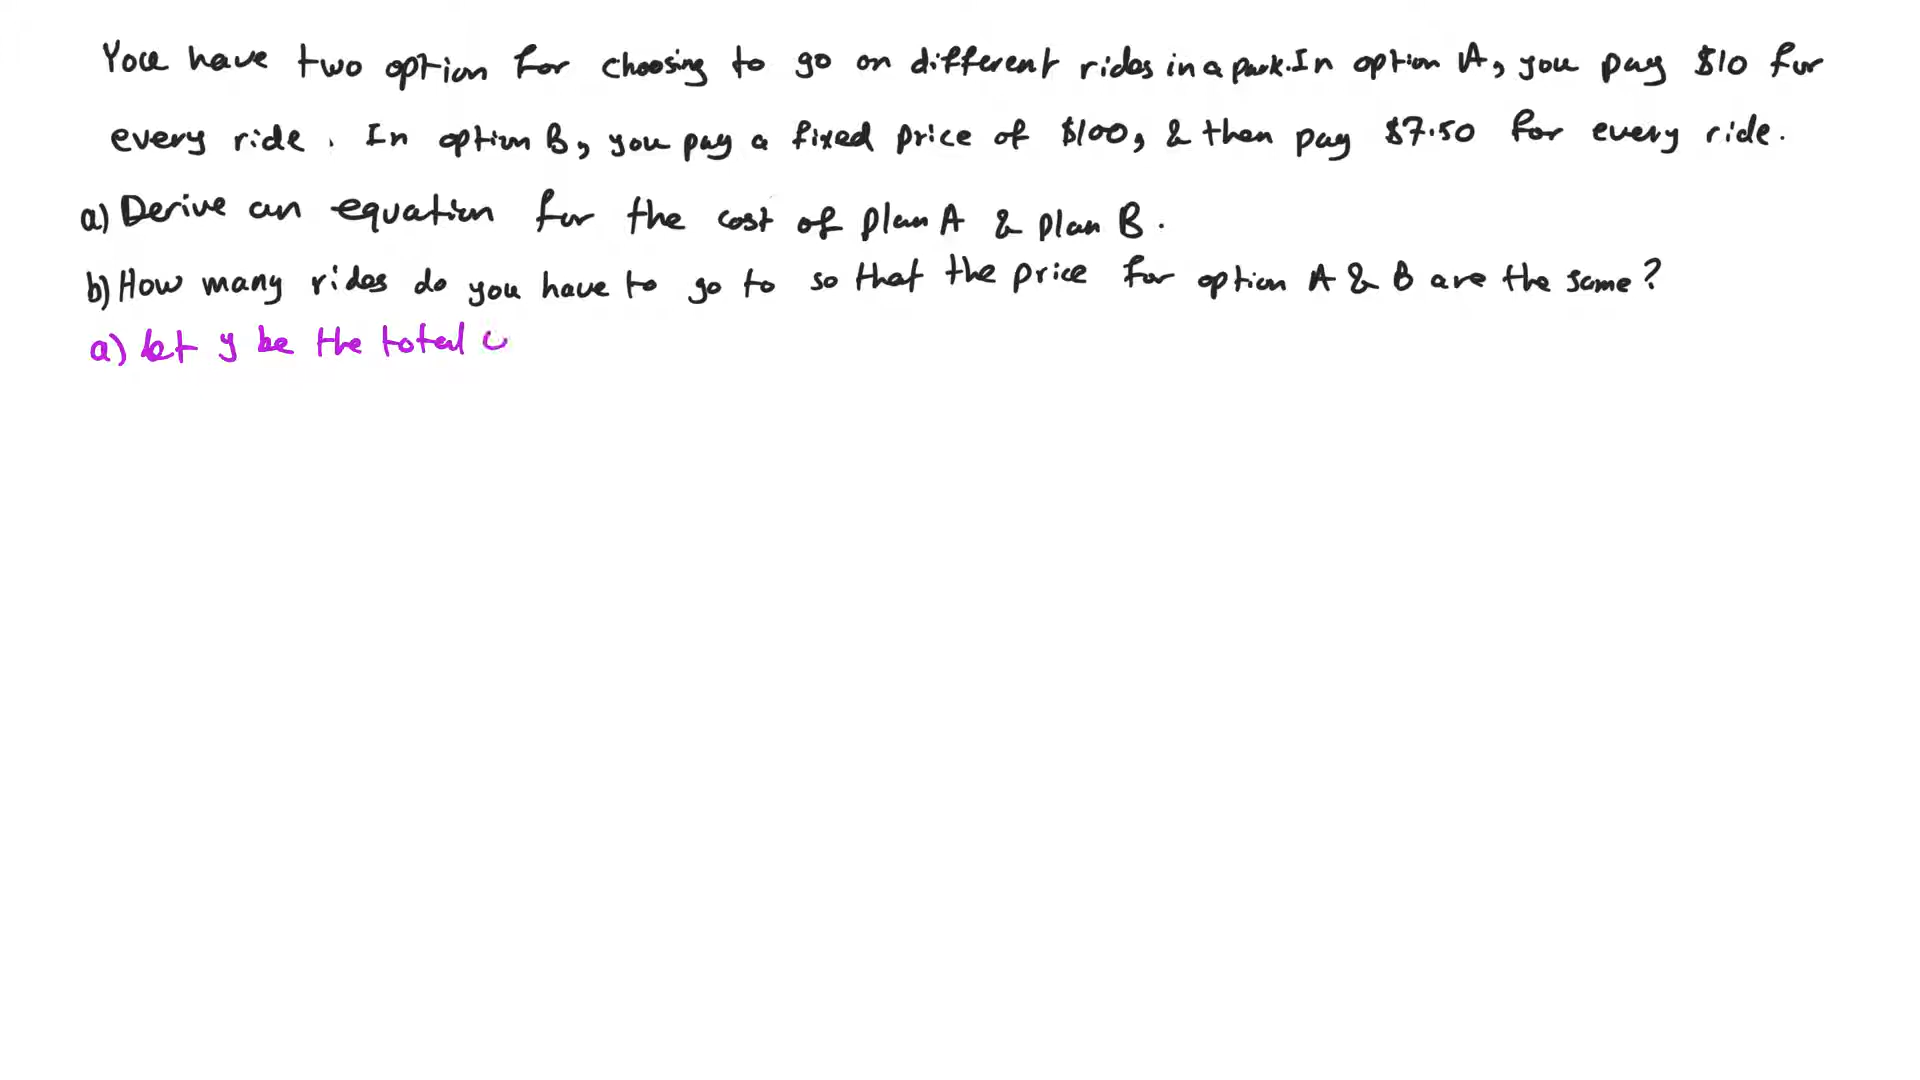 You have two option for choosing to go on different rides in a park. In option A, you pay $10 for
every ride. In option B, you pay a fixed price of $100, & then pay $7.50 for every ride.
a) Derive an equation for the cost of plan A & plan B.
b) How many rides do you have to go to so that the price for option A & B are the same?
a) let y be the total c